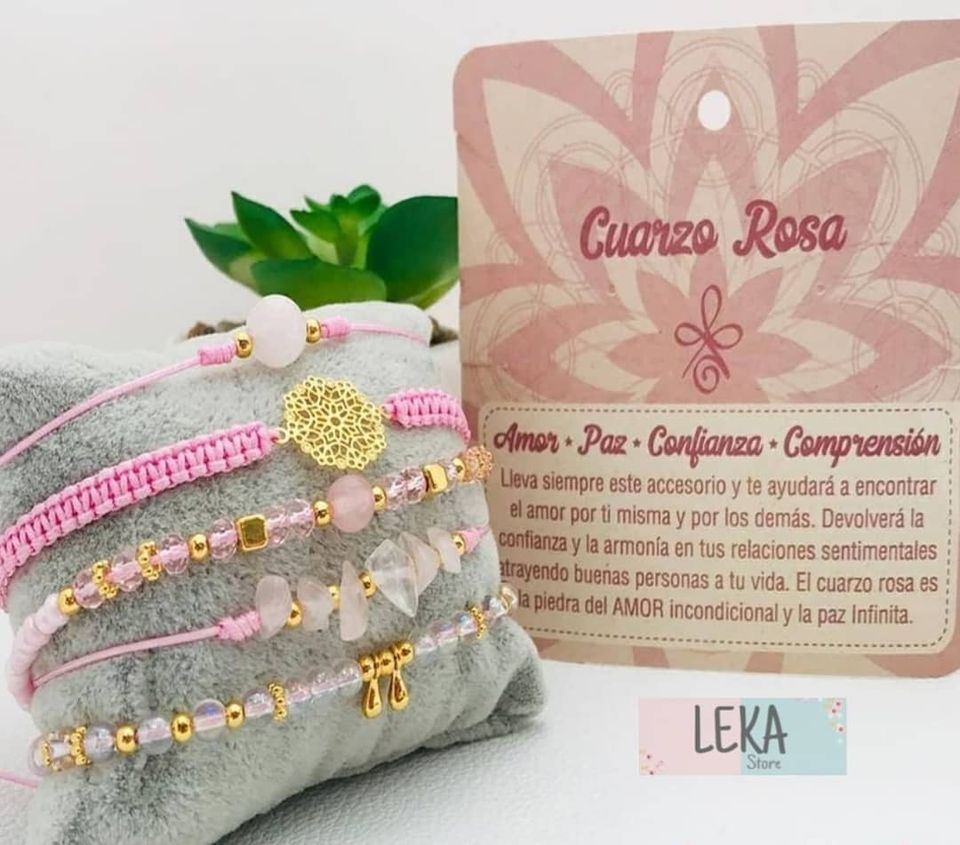 Cuarzo Rosa
Amor • Paz • Confianza • Comprensión
Lleva siempre este accesorio y te ayudará a encontrar
el amor por ti misma y por los demás. Devolverá la
confianza y la armonía en tus relaciones sentimentales
atrayendo buenas personas a tu vida. El cuarzo rosa es
la piedra del AMOR incondicional y la paz Infinita.
LEKA
Store